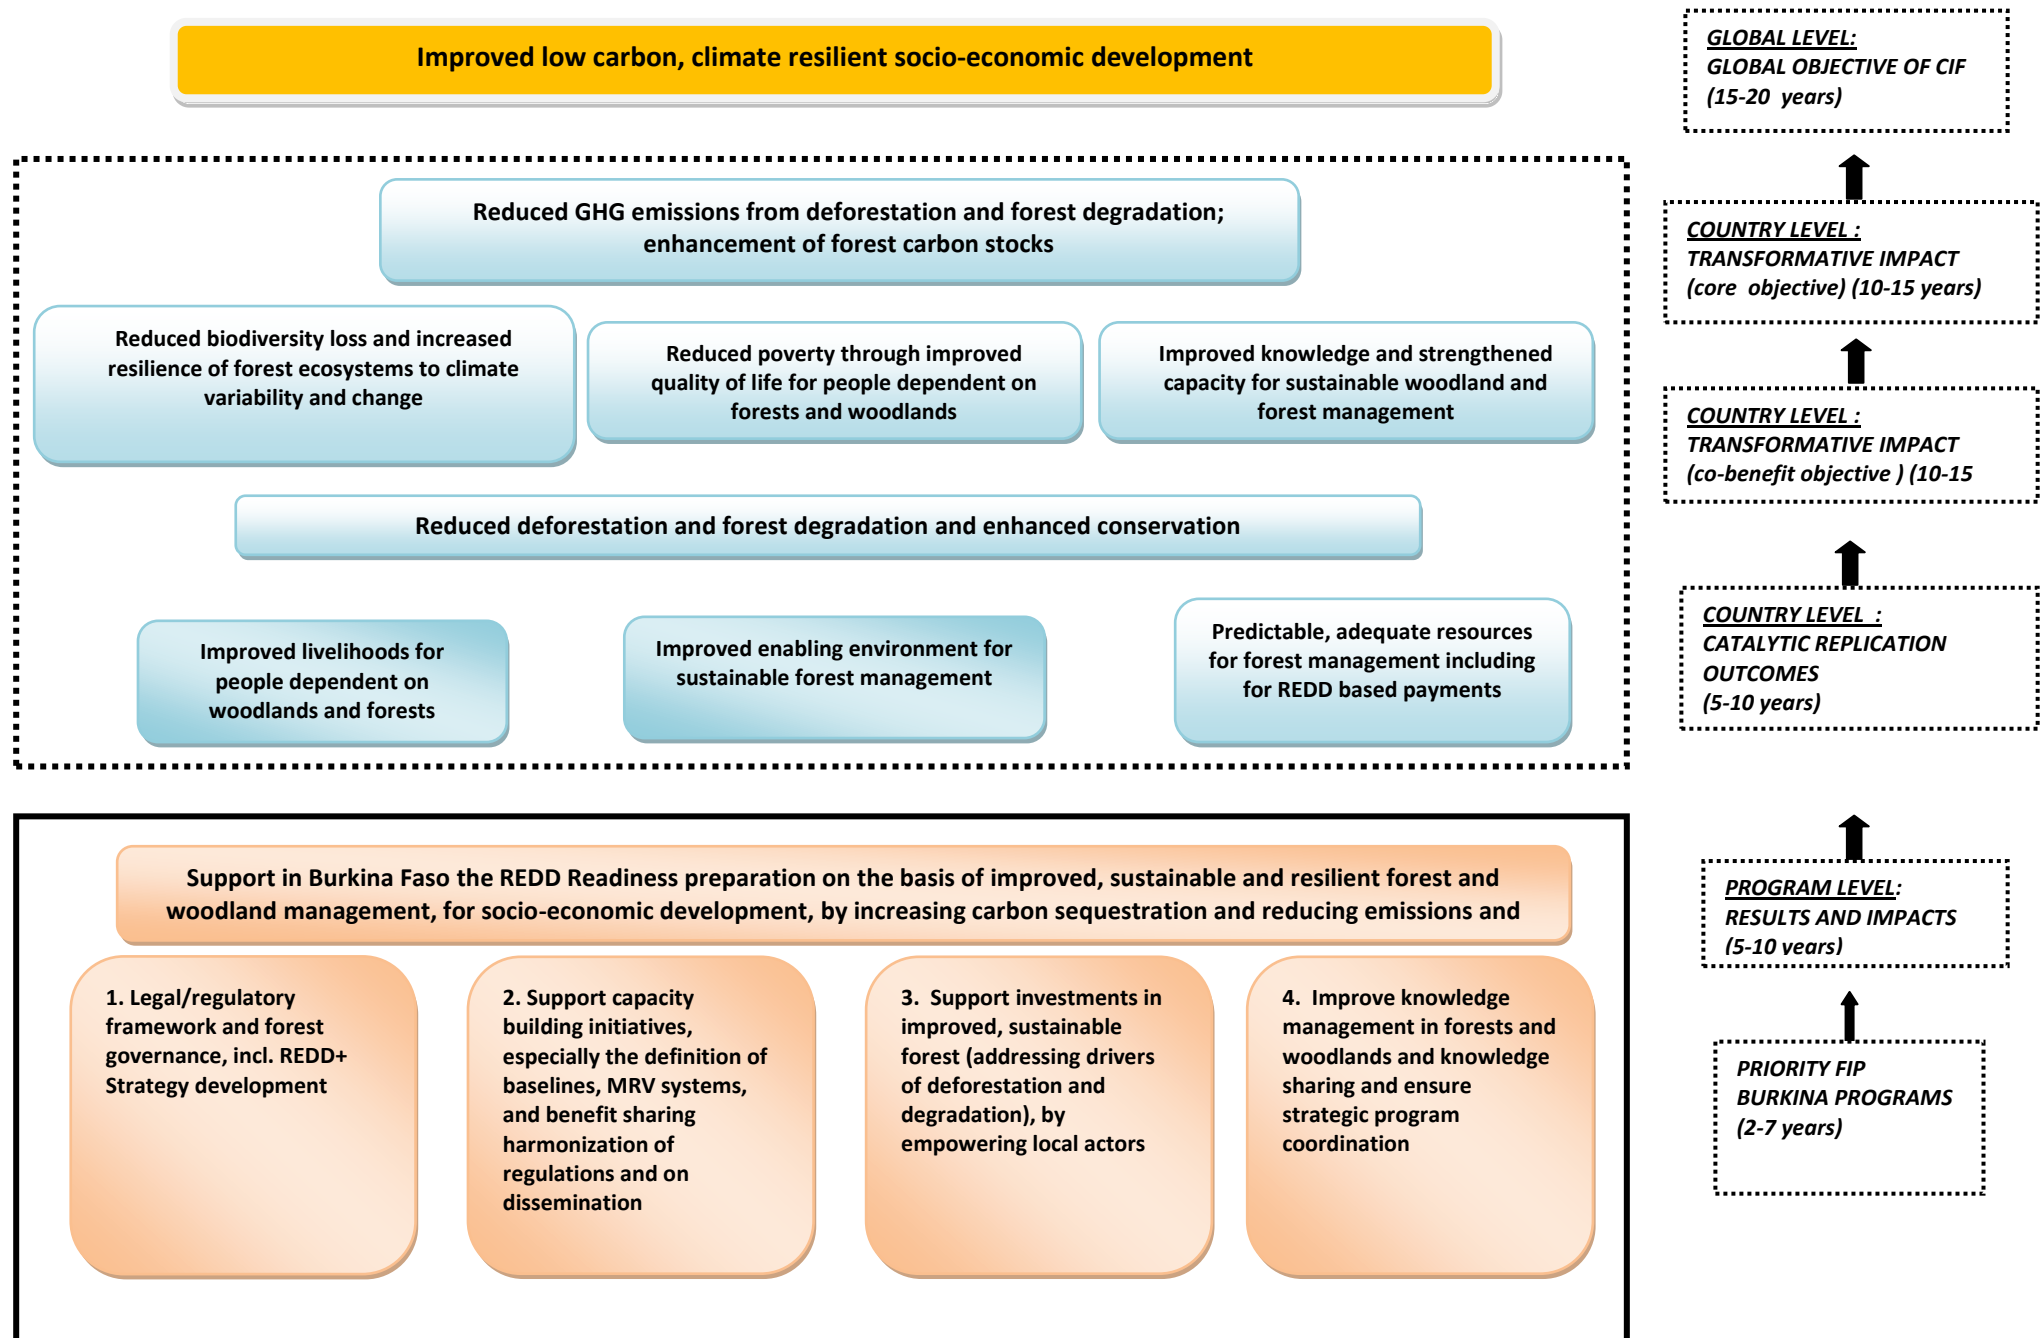 Improved low carbon, climate resilient socio-economic development
GLOBAL LEVEL:
GLOBAL OBJECTIVE OF CIF
(15-20 years)
Reduced GHG emissions from deforestation and forest degradation;
enhancement of forest carbon stocks
COUNTRY LEVEL :
TRANSFORMATIVE IMPACT
(core objective) (10-15 years)
Reduced biodiversity loss and increased
resilience of forest ecosystems to climate
variability and change
Reduced poverty through improved
quality of life for people dependent on
forests and woodlands
Improved knowledge and strengthened
capacity for sustainable woodland and
forest management
COUNTRY LEVEL :
TRANSFORMATIVE IMPACT
(co-benefit objective ) (10-15
Reduced deforestation and forest degradation and enhanced conservation
Improved livelihoods for
people dependent on
woodlands and forests
Improved enabling environment for
sustainable forest management
Predictable, adequate resources
for forest management including
for REDD based payments
COUNTRY LEVEL :
CATALYTIC REPLICATION
OUTCOMES
(5-10 years)
Support in Burkina Faso the REDD Readiness preparation on the basis of improved, sustainable and resilient forest and
woodland management, for socio-economic development, by increasing carbon sequestration and reducing emissions and
PROGRAM LEVEL:
RESULTS AND IMPACTS
(5-10 years)
1. Legal/regulatory
framework and forest
governance, incl. REDD+
Strategy development
2. Support capacity
building initiatives,
especially the definition of
baselines, MRV systems,
and benefit sharing
harmonization of
regulations and on
dissemination
3. Support investments in
improved, sustainable
forest (addressing drivers
of deforestation and
degradation), by
empowering local actors
4. Improve knowledge
management in forests and
woodlands and knowledge
sharing and ensure
strategic program
coordination
PRIORITY FIP
BURKINA PROGRAMS
(2-7 years)